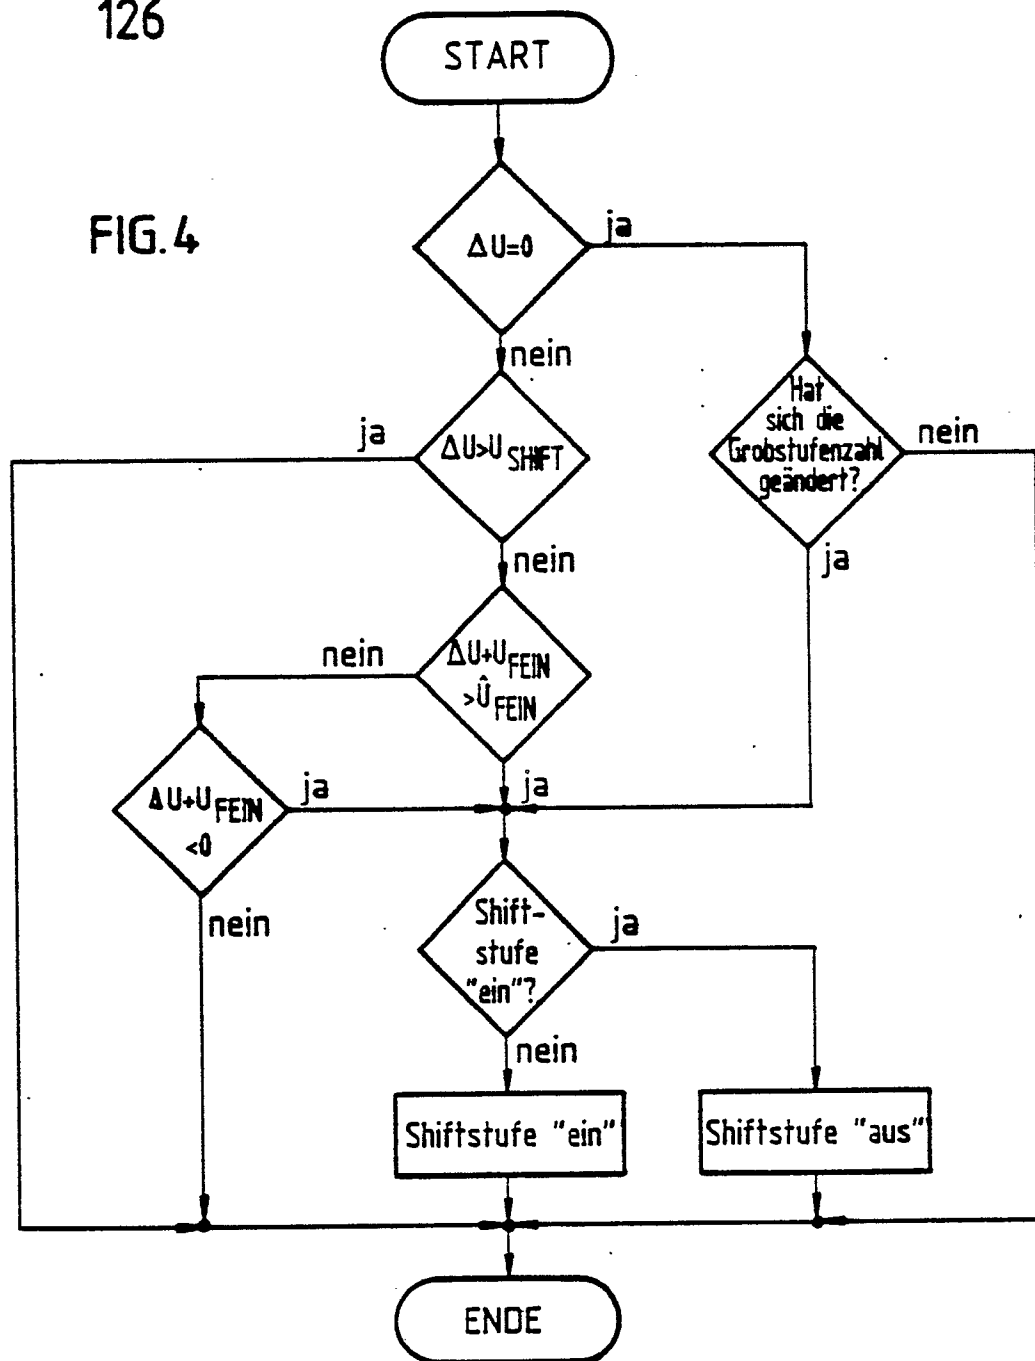 126
START
FIG. 4
ΔU=0
ja
nein
Hat
sich die
Grobstufenzahl
geändert?
nein
ja
ja
ΔU>U SHIFT
nein
nein
ΔU+U FEIN
>Û FEIN
ja
ΔU+U FEIN
<0
ja
nein
Shift-
stufe
"ein"?
ja
nein
Shiftstufe "ein"
Shiftstufe "aus"
ENDE